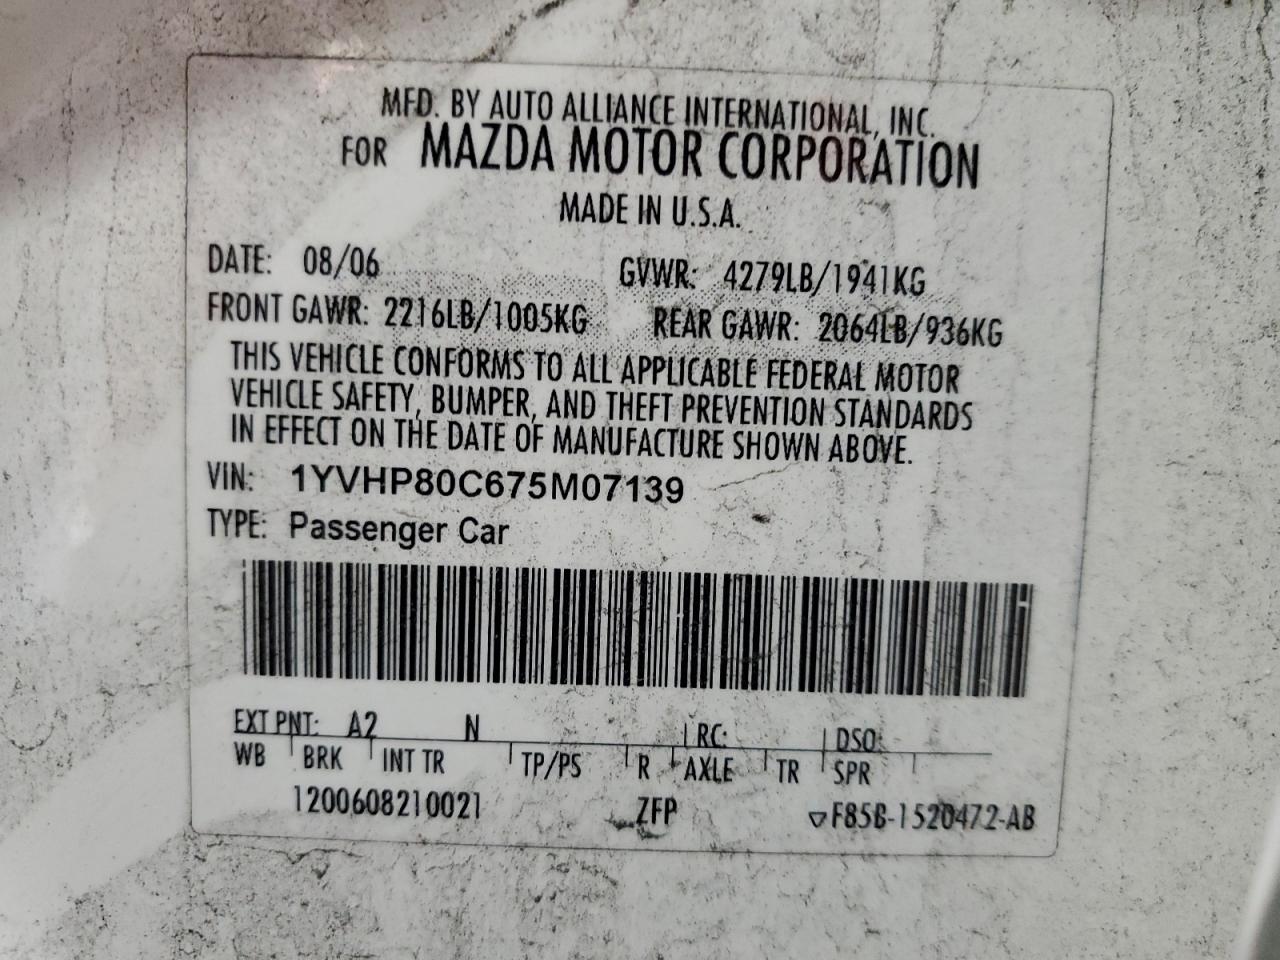 MFD. BY AUTO ALLIANCE INTERNATIONAL, INC.
FOR MAZDA MOTOR CORPORATION
MADE IN U.S.A.
DATE: 08/06 GVWR: 4279LB/1941KG
FRONT GAWR: 2216LB/1005KG REAR GAWR: 2064LB/936KG
THIS VEHICLE CONFORMS TO ALL APPLICABLE FEDERAL MOTOR
VEHICLE SAFETY, BUMPER, AND THEFT PREVENTION STANDARDS
IN EFFECT ON THE DATE OF MANUFACTURE SHOWN ABOVE.
VIN: 1YVHP80C675M07139
TYPE: Passenger Car
EXT PNT: A2 N RC: DSO:
WB BRK INT TR TP/PS R AXLE TR SPR
1200608210021 ZFP ▽F85B-1520472-AB